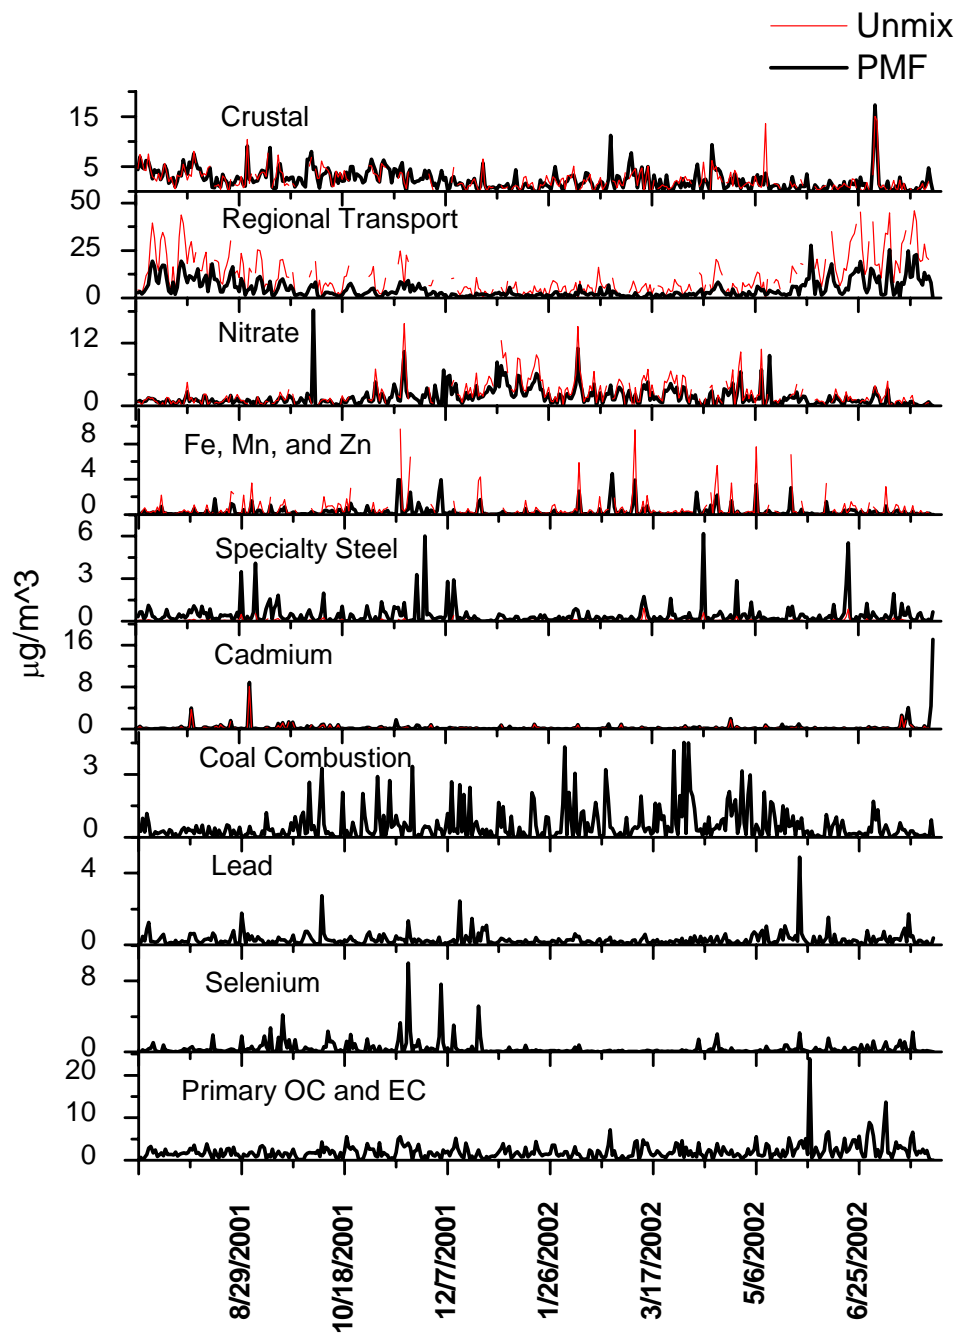 Unmix
PMF
Crustal
15
5
50
Regional Transport
25
0
Nitrate
12
0
Fe, Mn, and Zn
8
4
0
6
Specialty Steel
3
0
μg/m^3
16
Cadmium
8
0
Coal Combustion
3
0
Lead
4
0
Selenium
8
0
20
Primary OC and EC
10
0
8/29/2001
10/18/2001
12/7/2001
1/26/2002
3/17/2002
5/6/2002
6/25/2002